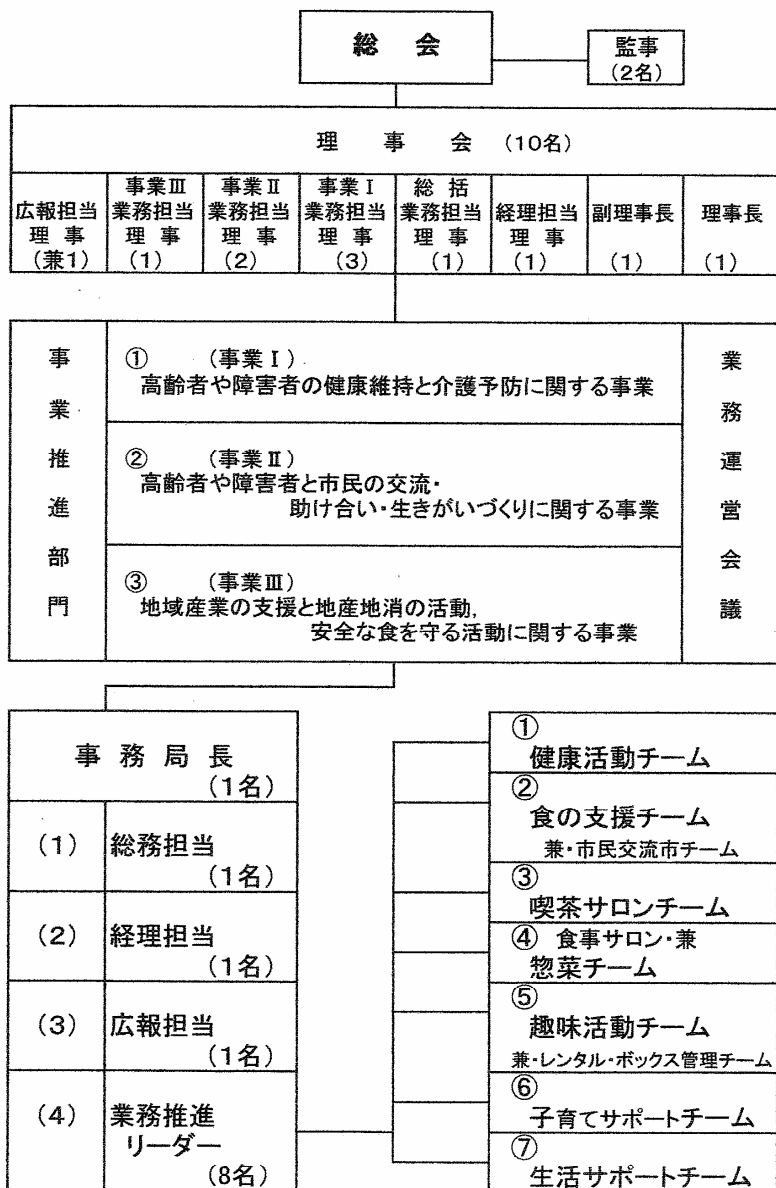 総 会
監事
(2名)
理 事 会 (10名)
広報担当
理 事
(兼1)
事業Ⅲ
業務担当
理 事
(1)
事業Ⅱ
業務担当
理 事
(2)
事業Ⅰ
業務担当
理 事
(3)
総 括
業務担当
理 事
(1)
経理担当
理 事
(1)
副理事長
(1)
理事長
(1)
事業推進部門
① (事業Ⅰ)
高齢者や障害者の健康維持と介護予防に関する事業
② (事業Ⅱ)
高齢者や障害者と市民の交流・
助け合い・生きがいづくりに関する事業
③ (事業Ⅲ)
地域産業の支援と地産地消の活動,
安全な食を守る活動に関する事業
業務運営会議
事 務 局 長
(1名)
(1) 総務担当
(1名)
(2) 経理担当
(1名)
(3) 広報担当
(1名)
(4) 業務推進
リーダー
(8名)
①
健康活動チーム
②
食の支援チーム
兼・市民交流市チーム
③
喫茶サロンチーム
④ 食事サロン・兼
惣菜チーム
⑤
趣味活動チーム
兼・レンタル・ボックス管理チーム
⑥
子育てサポートチーム
⑦
生活サポートチーム